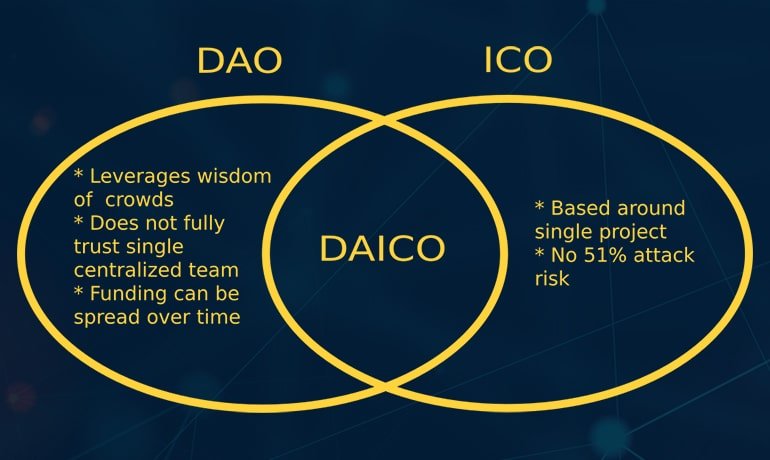 DAO
ICO
* Leverages wisdom
of  crowds
* Does not fully
trust single
centralized team
* Funding can be
spread over time
DAICO
* Based around
single project
* No 51% attack
risk